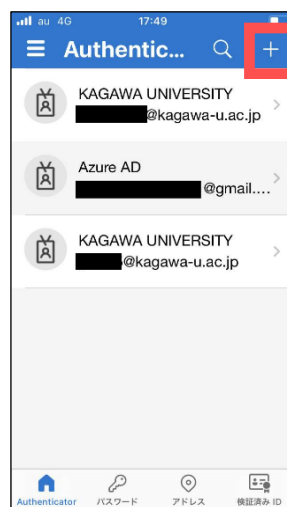 au 4G 17:49
Authentic...
KAGAWA UNIVERSITY
@kagawa-u.ac.jp
Azure AD
@gmail....
KAGAWA UNIVERSITY
@kagawa-u.ac.jp
Authenticator パスワード アドレス 検証済み ID